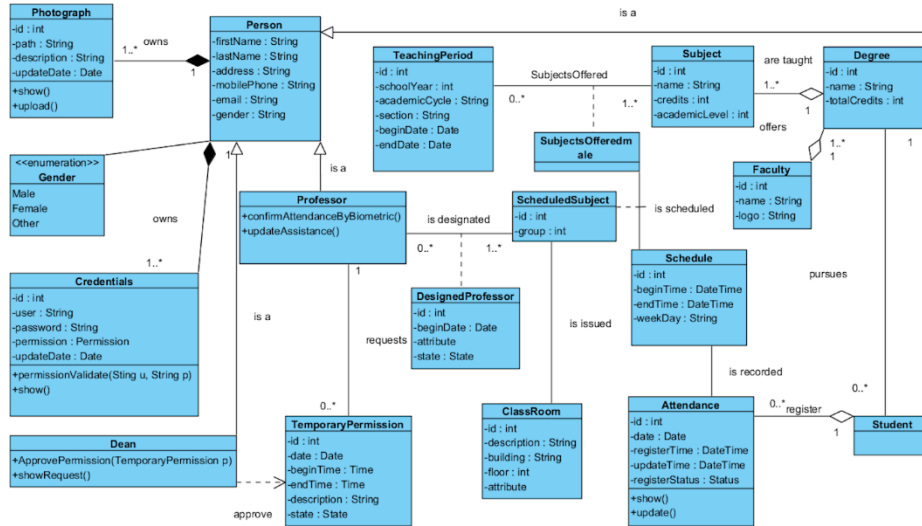 Photograph
-id : int
-path : String
-description : String
-updateDate : Date
+show()
+upload()
owns
1..*
1
Person
-firstName : String
-lastName : String
-address : String
-mobilePhone : String
-email : String
-gender : String
is a
TeachingPeriod
-id : int
-schoolYear : int
-academicCycle : String
-section : String
-beginDate : Date
-endDate : Date
SubjectsOffered
0..*
1..*
Subject
-id : int
-name : String
-credits : int
-academicLevel : int
are taught
1..*
1
Degree
-id : int
-name : String
-totalCredits : int
offers
1..*
1
SubjectsOfferedm
ale
Faculty
-id : int
-name : String
-logo : String
<<enumeration>>
Gender
Male
Female
Other
1
is a
owns
1..*
Professor
+confirmAttendanceByBiometric()
+updateAssistance()
is designated
0..*
1..*
ScheduledSubject
-id : int
-group : int
is scheduled
Schedule
-id : int
-beginTime : DateTime
-endTime : DateTime
-weekDay : String
pursues
Credentials
-id : int
-user : String
-password : String
-permission : Permission
-updateDate : Date
+permissionValidate(Sting u, String p)
+show()
is a
1
requests
0..*
DesignedProfessor
-id : int
-beginDate : Date
-attribute
-state : State
is issued
is recorded
Dean
+ApprovePermission(TemporaryPermission p)
+showRequest()
approve
TemporaryPermission
-id : int
-date : Date
-beginTime : Time
-endTime : Time
-description : String
-state : State
ClassRoom
-id : int
-description : String
-building : String
-floor : int
-attribute
Attendance
-id : int
-date : Date
-registerTime : DateTime
-updateTime : DateTime
-registerStatus : Status
+show()
+update()
0..*
register
1
0..*
Student